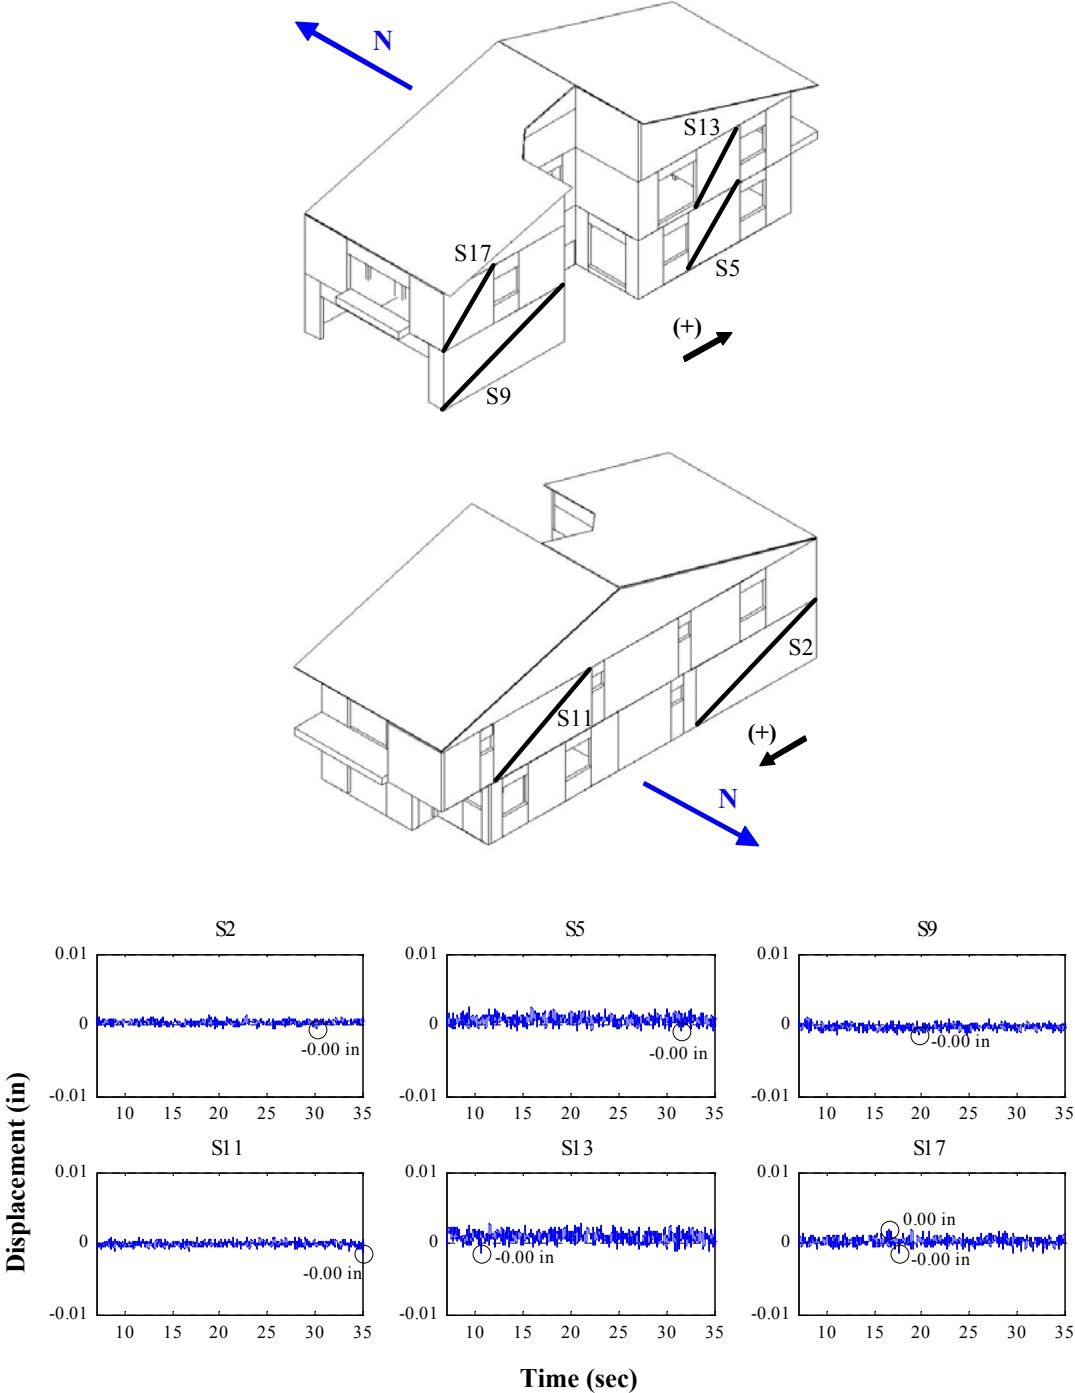 N
S13
S17
S5
(+)
S9
S2
S11
(+)
N
S2 S5 S9
0.01 0.01 0.01
0 0 0
-0.00 in -0.00 in -0.00 in
-0.01 -0.01 -0.01
10 15 20 25 30 35 10 15 20 25 30 35 10 15 20 25 30 35
S11 S13 S17
0.01 0.01 0.01
0.00 in
0 0 0
-0.00 in -0.00 in -0.00 in
-0.01 -0.01 -0.01
10 15 20 25 30 35 10 15 20 25 30 35 10 15 20 25 30 35
Displacement (in)
Time (sec)